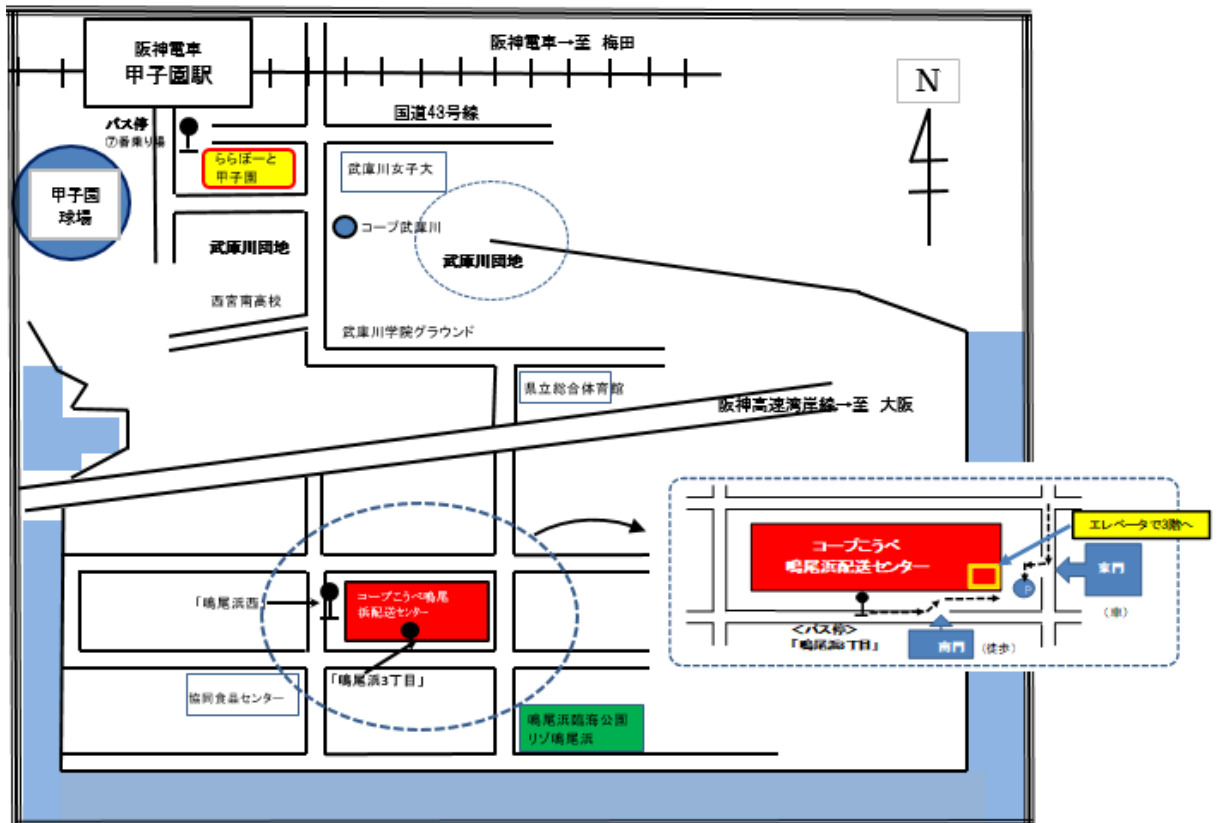 阪神電車
甲子園駅
阪神電車→至 梅田
N
国道43号線
バス停
⑦番乗り場
ららぽーと
甲子園
武庫川女子大
甲子園
球場
コープ武庫川
武庫川団地
武庫川団地
西宮南高校
武庫川学院グラウンド
県立総合体育館
阪神高速湾岸線→至 大阪
エレベータで3階へ
コープこうべ
鳴尾浜配送センター
東門
P
(車)
<バス停>
「鳴尾浜3丁目」
南門
(徒歩)
「鳴尾浜西」
コープこうべ鳴尾
浜配送センター
「鳴尾浜3丁目」
協同食品センター
鳴尾浜臨海公園
リゾ鳴尾浜